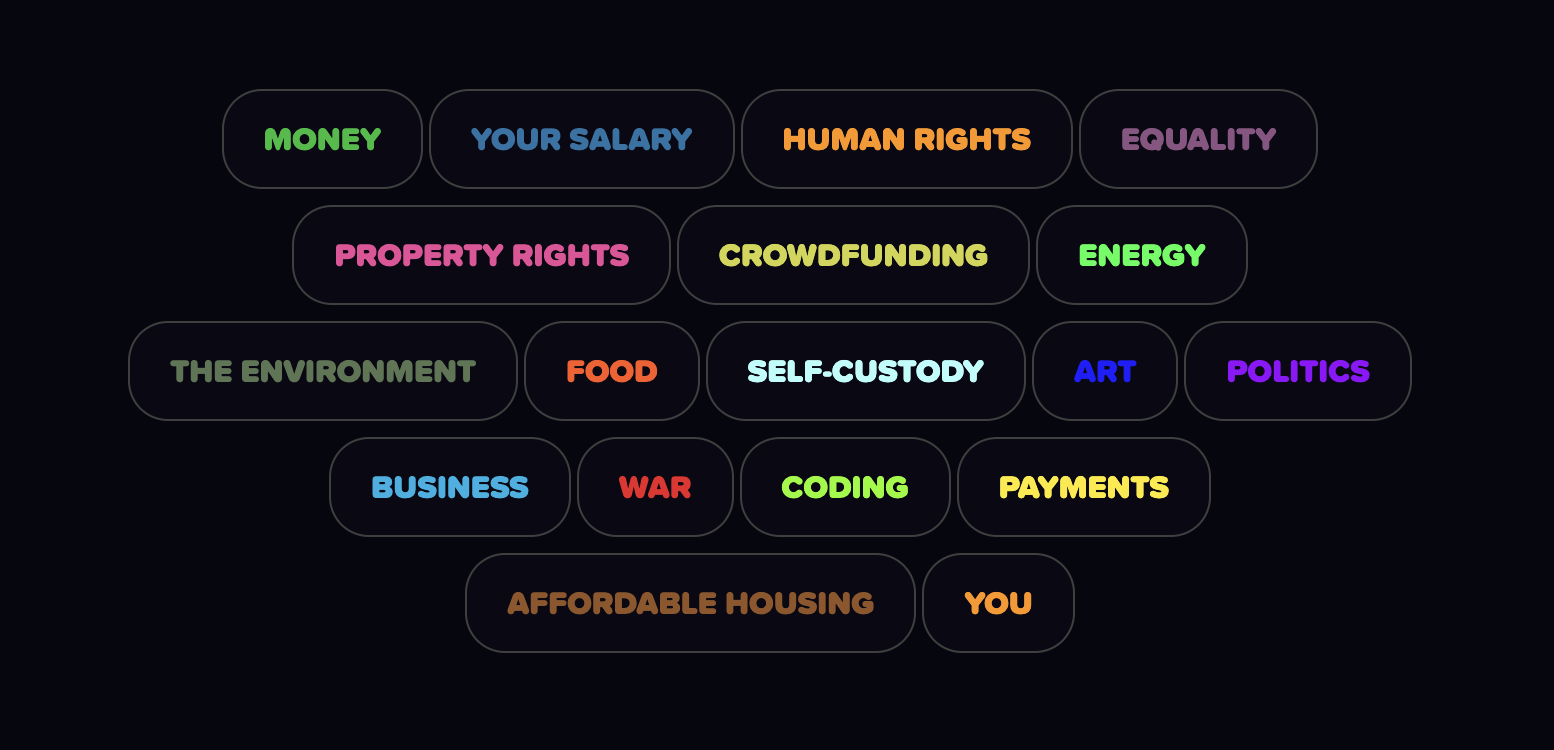 MONEY YOUR SALARY HUMAN RIGHTS EQUALITY
PROPERTY RIGHTS CROWDFUNDING ENERGY
THE ENVIRONMENT FOOD SELF-CUSTODY ART POLITICS
BUSINESS WAR CODING PAYMENTS
AFFORDABLE HOUSING YOU